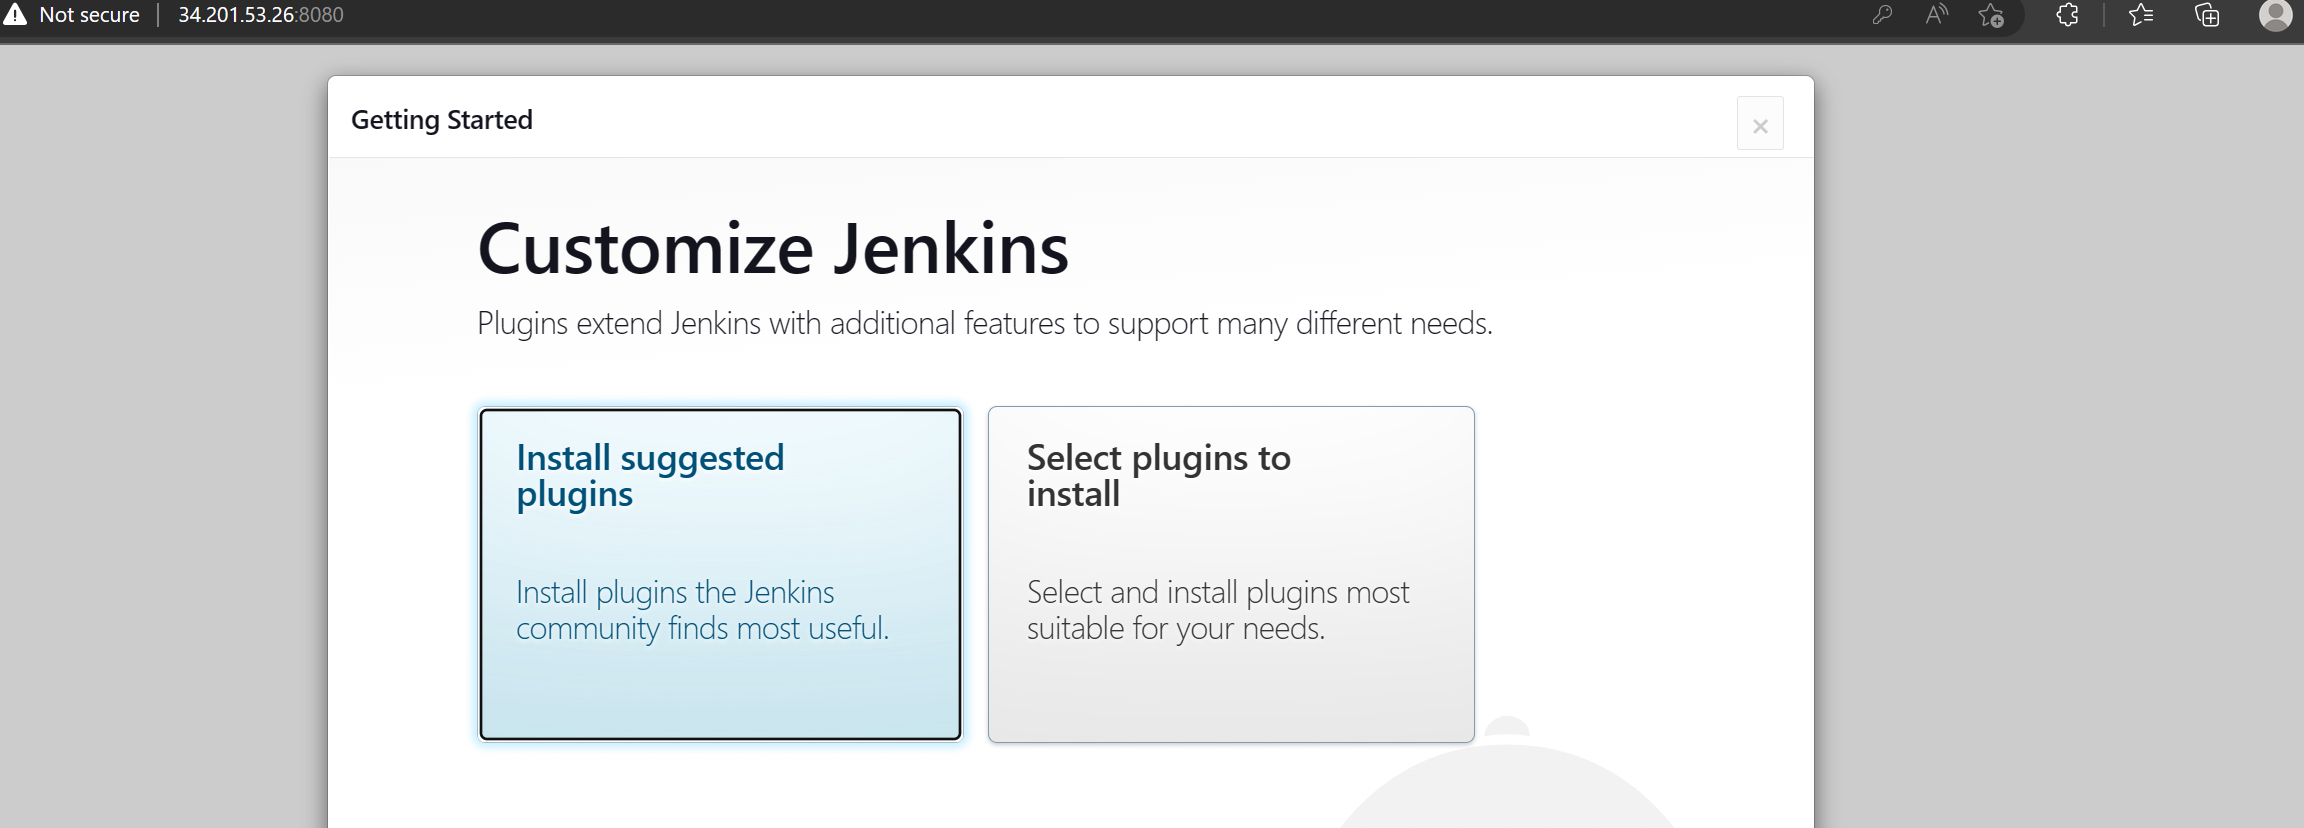 Not secure 34.201.53.26:8080
Getting Started
Customize Jenkins
Plugins extend Jenkins with additional features to support many different needs.
Install suggested
plugins
Install plugins the Jenkins
community finds most useful.
Select plugins to
install
Select and install plugins most
suitable for your needs.